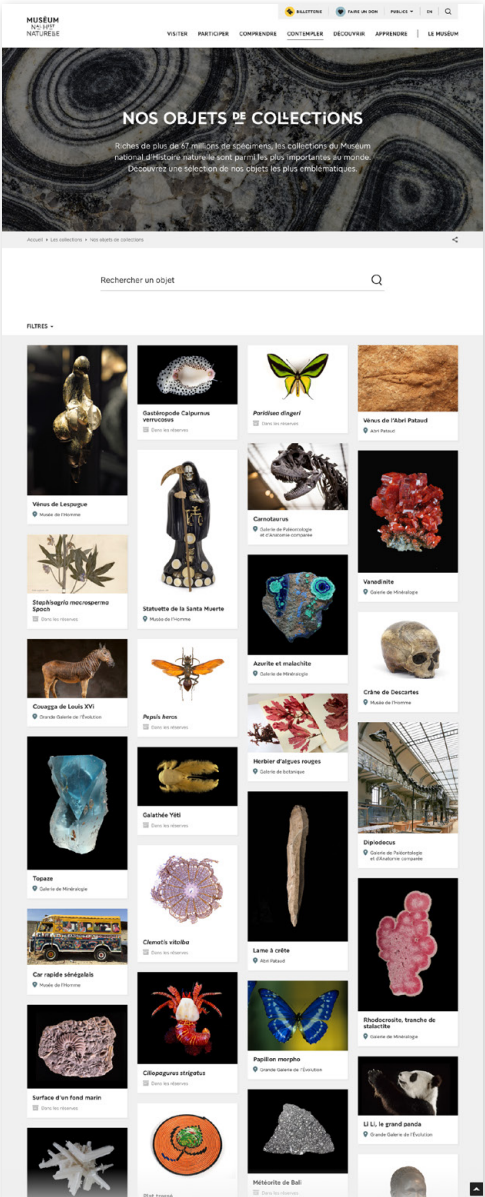 MUSÉUM
NATURELLE
BILLETTERIE
FAIRE UN DON
PUBLICS
EN
VISITER PARTICIPER COMPRENDRE CONTEMPLER DÉCOUVRIR APPRENDRE | LE MUSÉUM
NOS OBJETS DE COLLECTIONS
Riches de plus de 67 millions de spécimens, les collections du Muséum
national d'Histoire naturelle sont parmi les plus importantes au monde.
Découvrez une sélection de nos objets les plus emblématiques.
Accueil Les collections Nos objets de collections
Rechercher un objet
FILTRES
Vénus de Lespugue
Musée de l'Homme
Staphisagria macrosperma
Spach
Dans les réserves
Couagga de Louis XVI
Grande Galerie de l'Évolution
Topaze
Galerie de Minéralogie
Car rapide sénégalais
Musée de l'Homme
Surface d'un fond marin
Dans les réserves
Gastéropode Calpurnus
verrucosus
Dans les réserves
Statuette de la Santa Muerte
Musée de l'Homme
Pepsis heros
Dans les réserves
Galathée Yéti
Dans les réserves
Clematis vitalba
Dans les réserves
Ciliopagurus strigatus
Dans les réserves
Plat tressé
Paridisea dingeri
Dans les réserves
Carnotaurus
Galerie de Paléontologie
et d'Anatomie comparée
Azurite et malachite
Galerie de Minéralogie
Herbier d'algues rouges
Galerie de botanique
Lame à crête
Abri Pataud
Papillon morpho
Grande Galerie de l'Évolution
Météorite de Bali
Dans les réserves
Vénus de l'Abri Pataud
Abri Pataud
Vanadinite
Galerie de Minéralogie
Crâne de Descartes
Musée de l'Homme
Diplodocus
Galerie de Paléontologie
et d'Anatomie comparée
Rhodocrosite, tranche de
stalactite
Galerie de Minéralogie
Li Li, le grand panda
Grande Galerie de l'Évolution